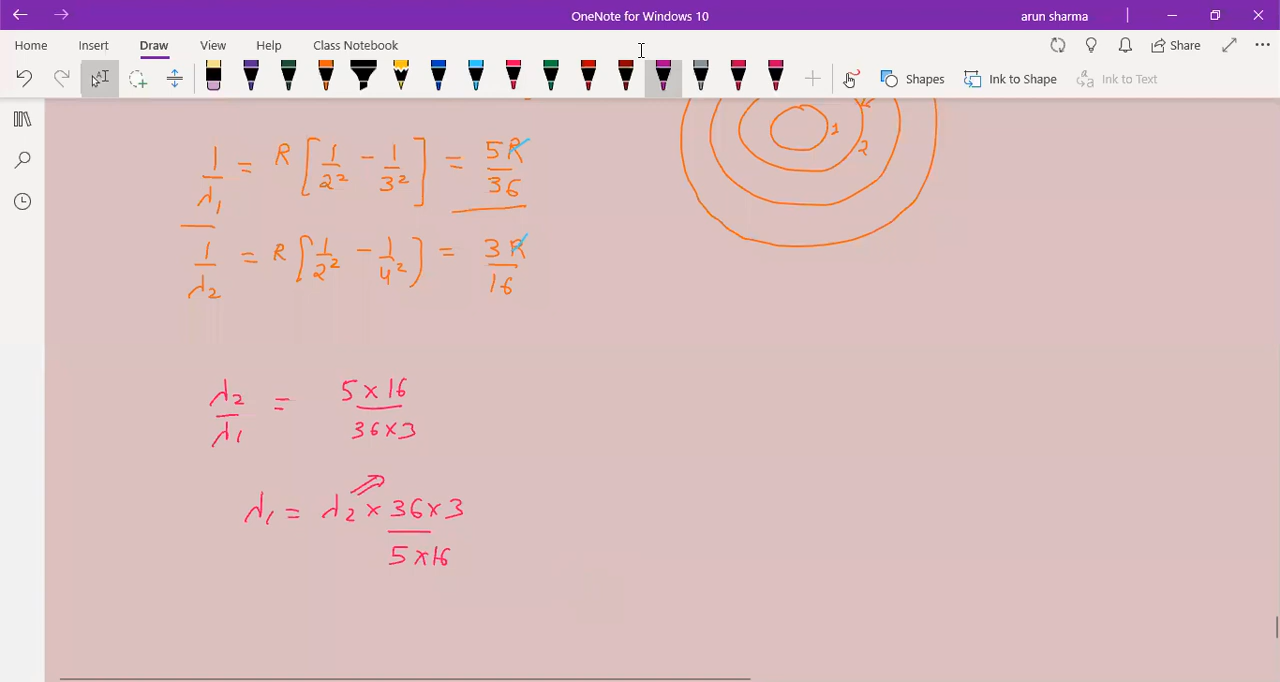 OneNote for Windows 10
arun sharma
Home Insert Draw View Help Class Notebook
Share
Shapes
Ink to Shape
Ink to Text
1/λ₁ = R[1/2² − 1/3²] = 5R/36
1/λ₂ = R[1/2² − 1/4²] = 3R/16
1
2
λ₂/λ₁ = 5×16/36×3
λ₁ = λ₂ × 36×3/5×16